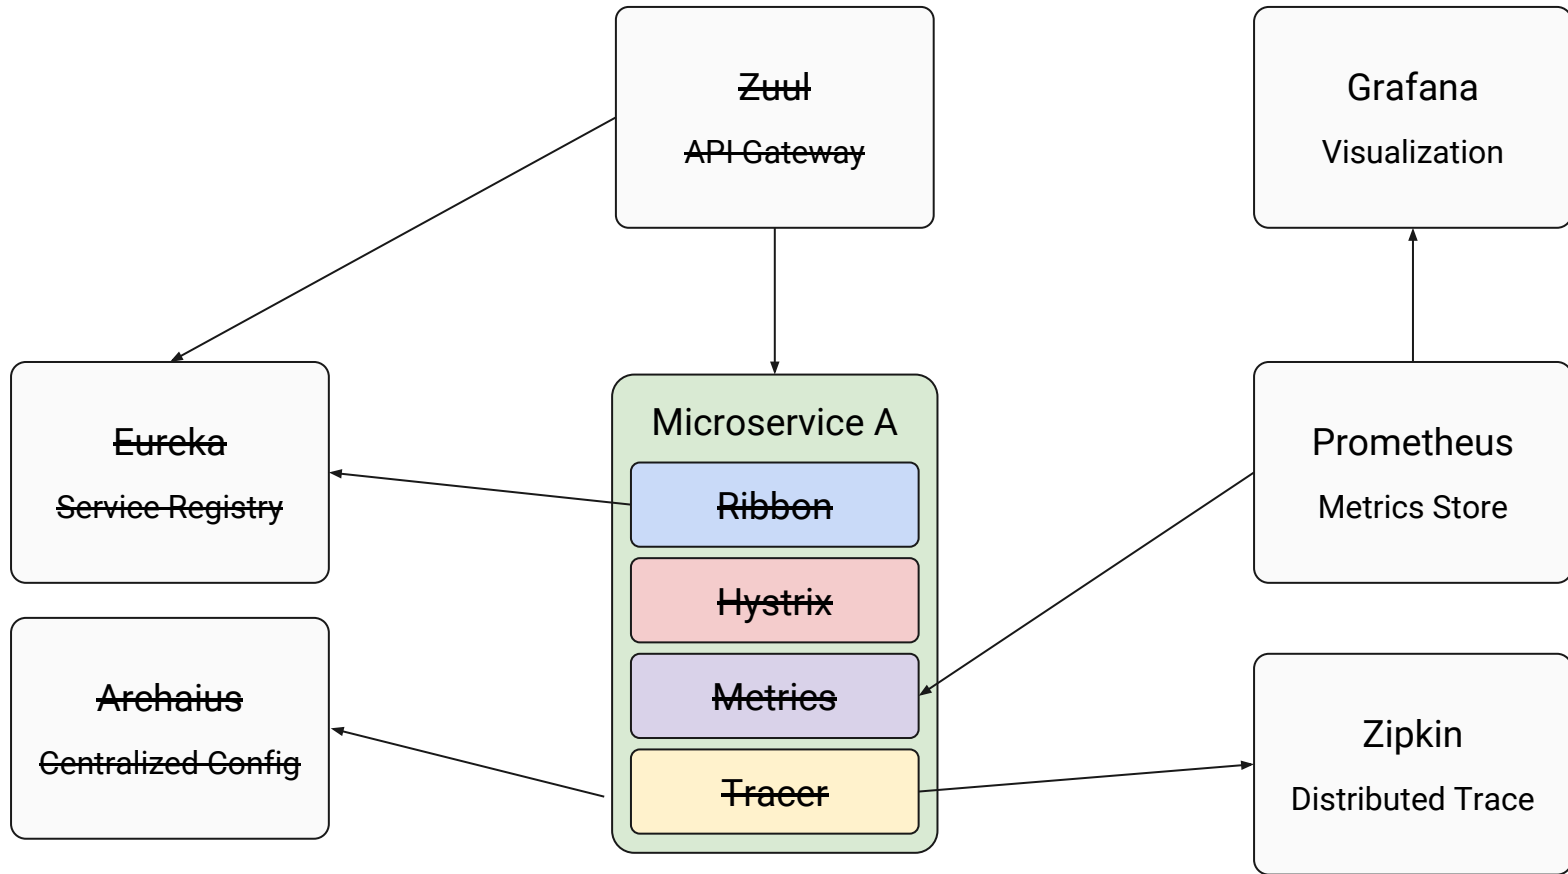 Zuul
API Gateway
Grafana
Visualization
Eureka
Service Registry
Microservice A
Ribbon
Hystrix
Metrics
Tracer
Prometheus
Metrics Store
Archaius
Centralized Config
Zipkin
Distributed Trace